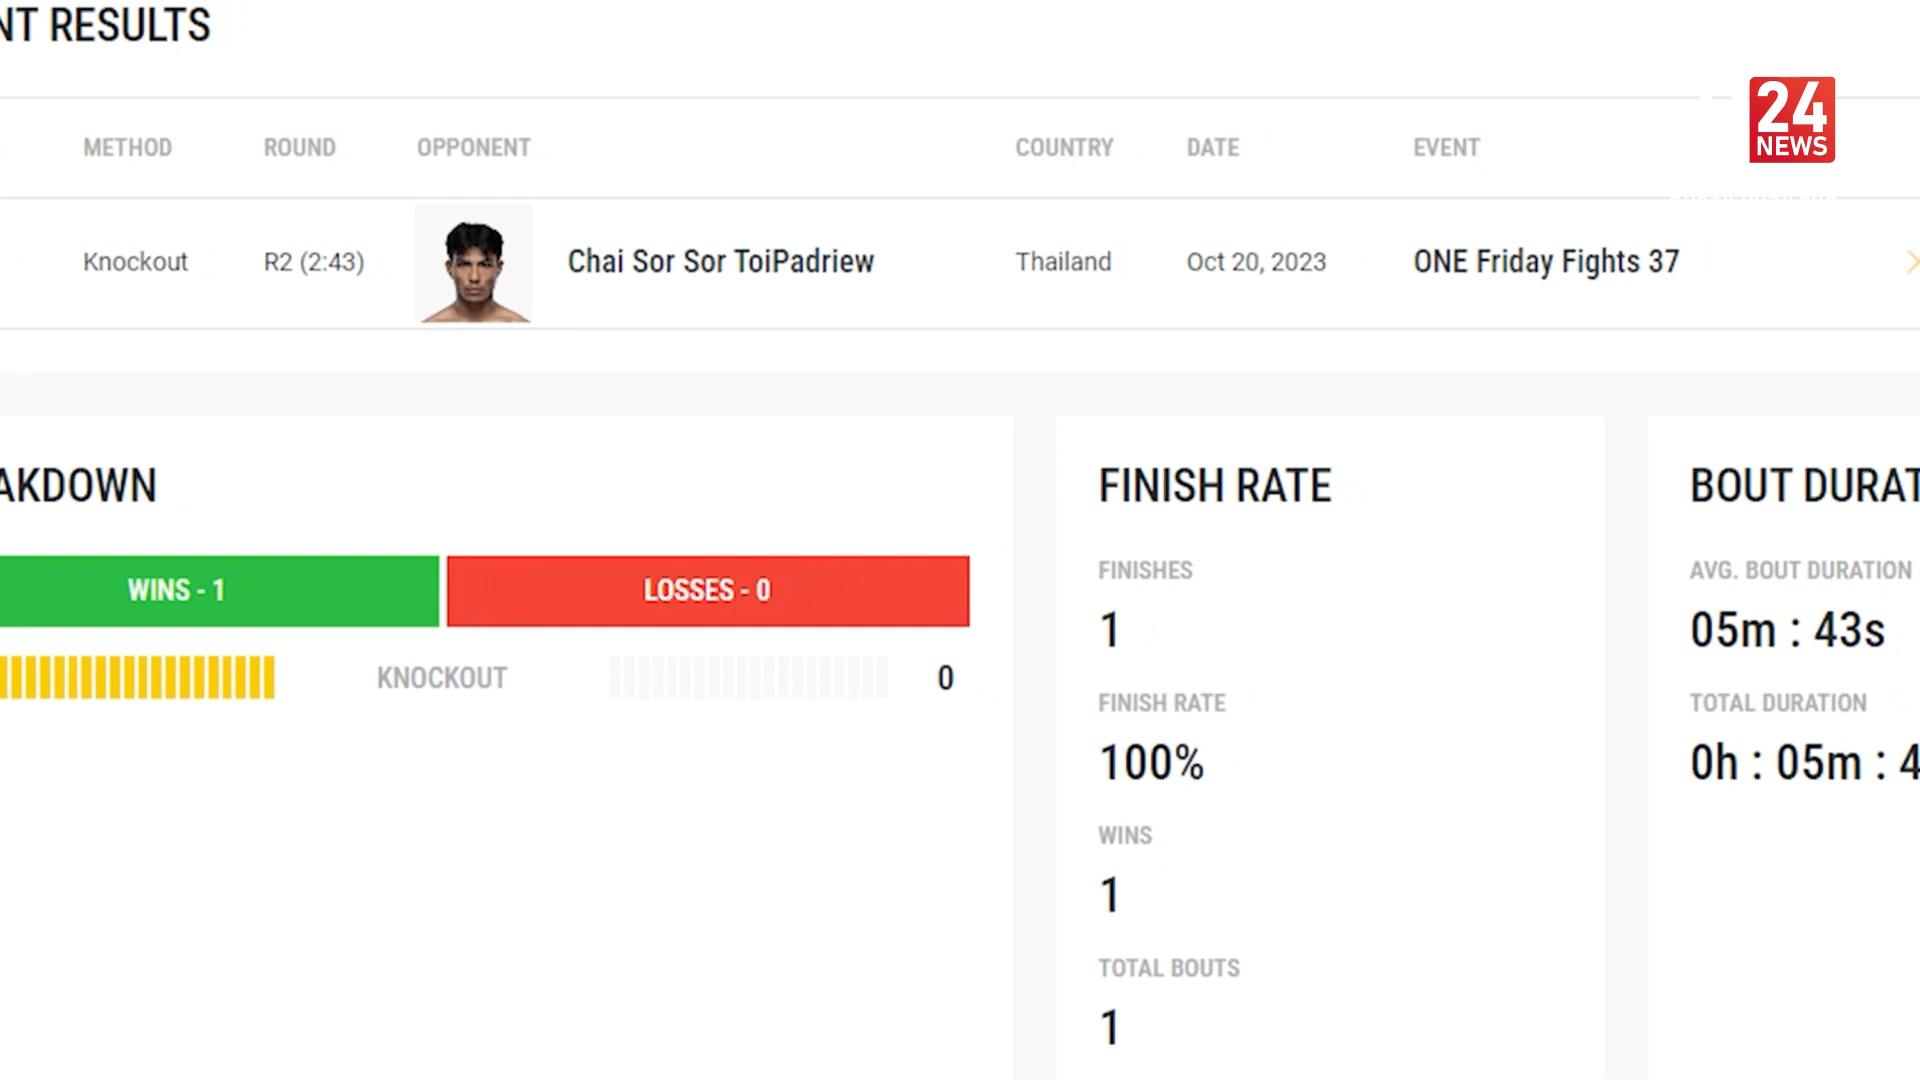 NT RESULTS
24
NEWS
METHOD ROUND OPPONENT COUNTRY DATE EVENT
Knockout R2 (2:43) Chai Sor Sor ToiPadriew Thailand Oct 20, 2023 ONE Friday Fights 37
AKDOWN
WINS - 1 LOSSES - 0
KNOCKOUT 0
FINISH RATE
FINISHES
1
FINISH RATE
100%
WINS
1
TOTAL BOUTS
1
BOUT DURAT
AVG. BOUT DURATION
05m : 43s
TOTAL DURATION
0h : 05m : 4